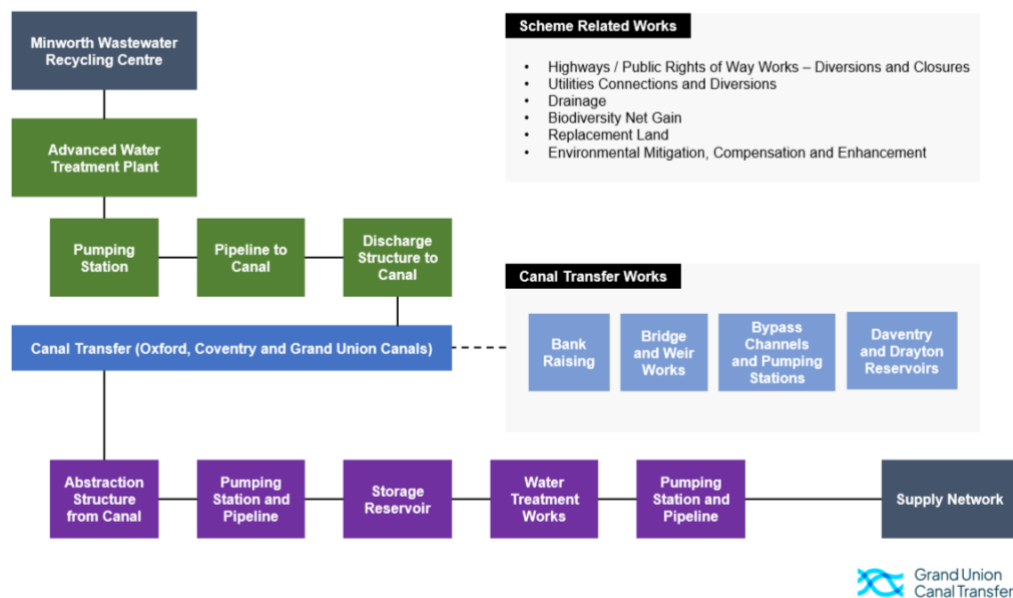 Minworth Wastewater
Recycling Centre
Advanced Water
Treatment Plant
Pumping
Station
Pipeline to
Canal
Discharge
Structure to
Canal
Canal Transfer (Oxford, Coventry and Grand Union Canals)
Scheme Related Works
• Highways / Public Rights of Way Works – Diversions and Closures
• Utilities Connections and Diversions
• Drainage
• Biodiversity Net Gain
• Replacement Land
• Environmental Mitigation, Compensation and Enhancement
Canal Transfer Works
Bank
Raising
Bridge
and Weir
Works
Bypass
Channels
and Pumping
Stations
Daventry
and Drayton
Reservoirs
Abstraction
Structure
from Canal
Pumping
Station and
Pipeline
Storage
Reservoir
Water
Treatment
Works
Pumping
Station and
Pipeline
Supply Network
Grand Union
Canal Transfer